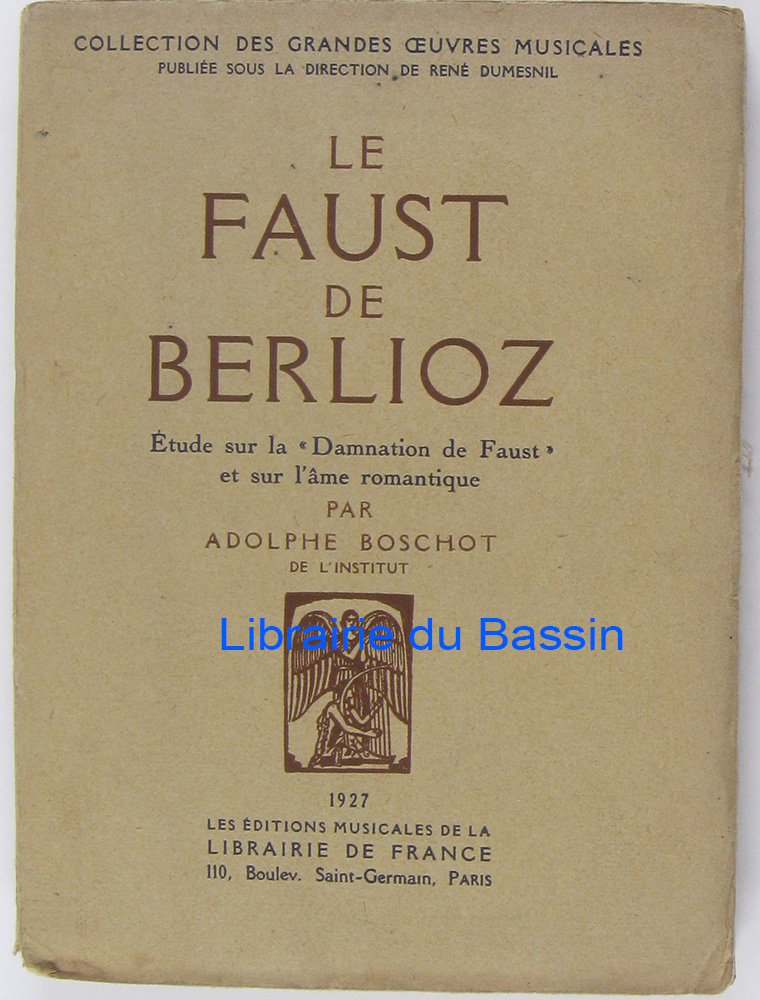 COLLECTION DES GRANDES ŒUVRES MUSICALES
PUBLIÉE SOUS LA DIRECTION DE RENÉ DUMESNIL
LE
FAUST
DE
BERLIOZ
Étude sur la « Damnation de Faust »
et sur l'âme romantique
PAR
ADOLPHE BOSCHOT
DE L'INSTITUT
Librairie du Bassin
1927
LES ÉDITIONS MUSICALES DE LA
LIBRAIRIE DE FRANCE
110, Boulev. Saint-Germain, PARIS